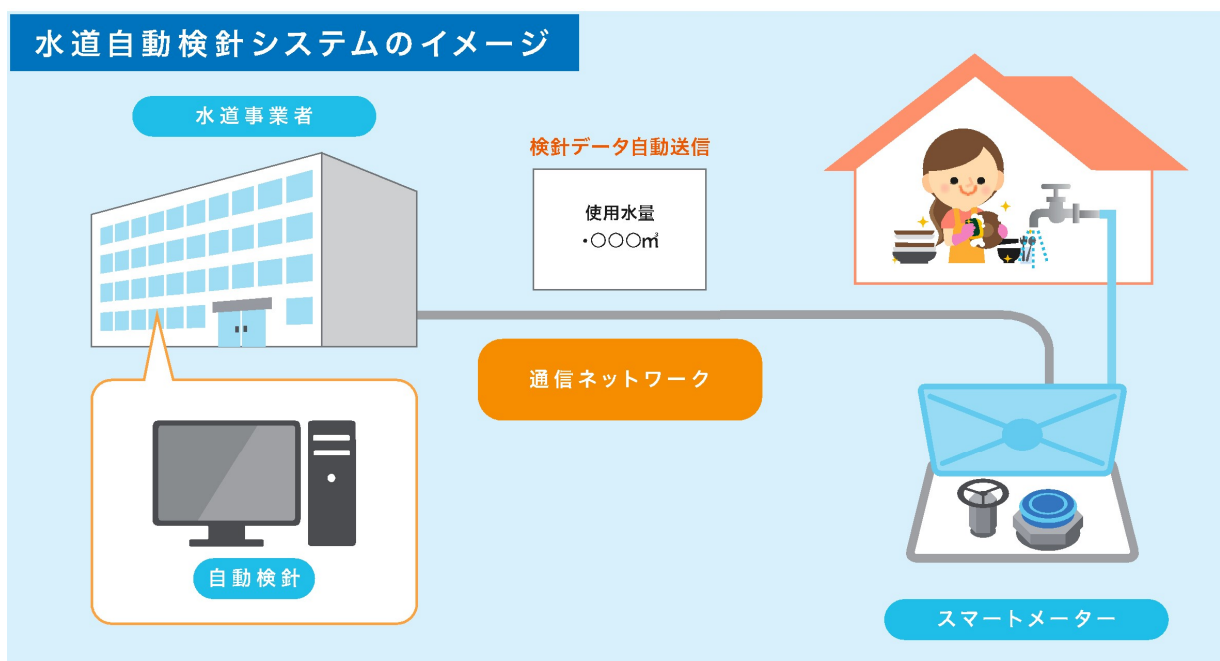 水道自動検針システムのイメージ
水道事業者
検針データ自動送信
使用水量
・〇〇〇㎥
通信ネットワーク
自動検針
スマートメーター